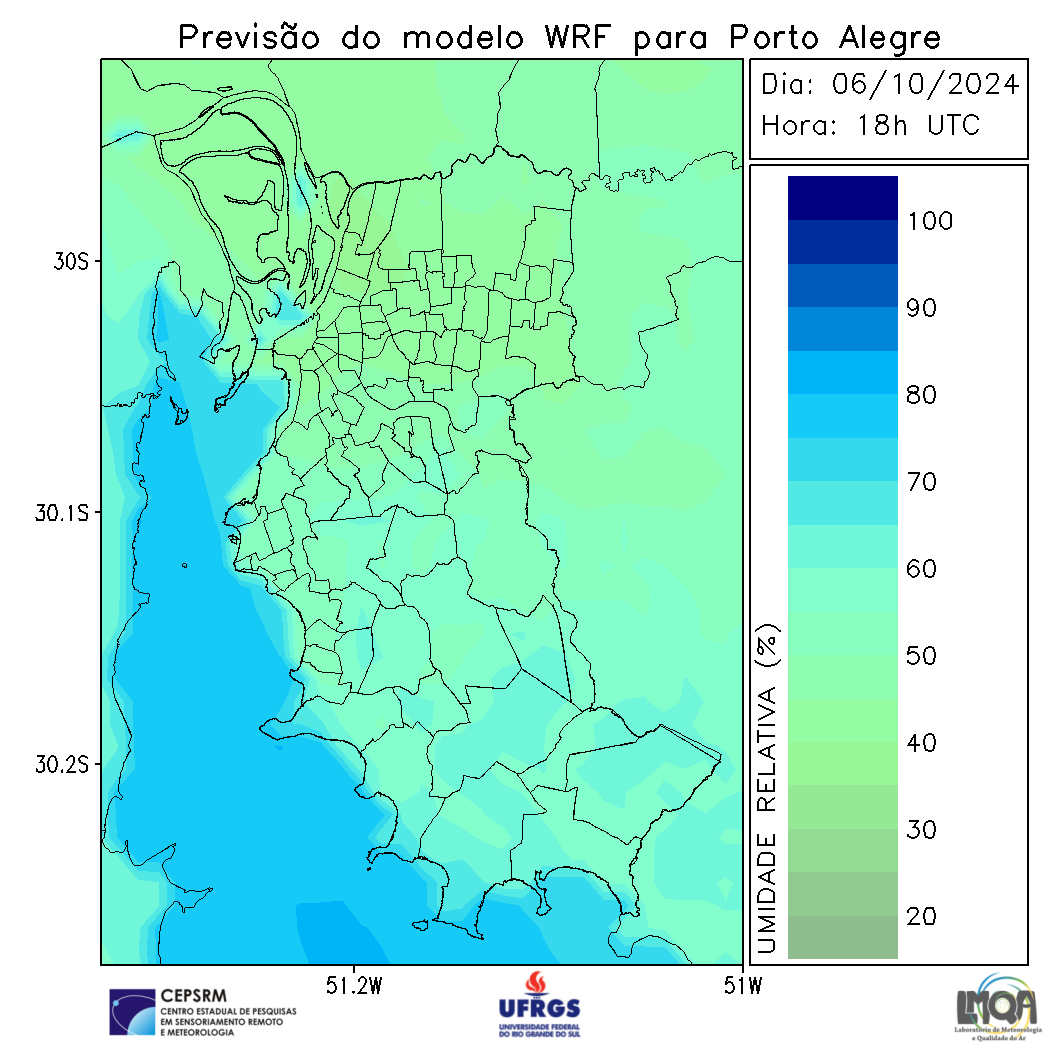 Previsão do modelo WRF para Porto Alegre
Dia: 06/10/2024
Hora: 18h UTC
30S
30.1S
30.2S
51.2W
51W
100
90
80
70
60
50
40
30
20
UMIDADE RELATIVA (%)
CEPSRM
CENTRO ESTADUAL DE PESQUISAS
EM SENSORIAMENTO REMOTO
E METEOROLOGIA
UFRGS
UNIVERSIDADE FEDERAL
DO RIO GRANDE DO SUL
LMQA
Laboratório de Meteorologia
e Qualidade do Ar